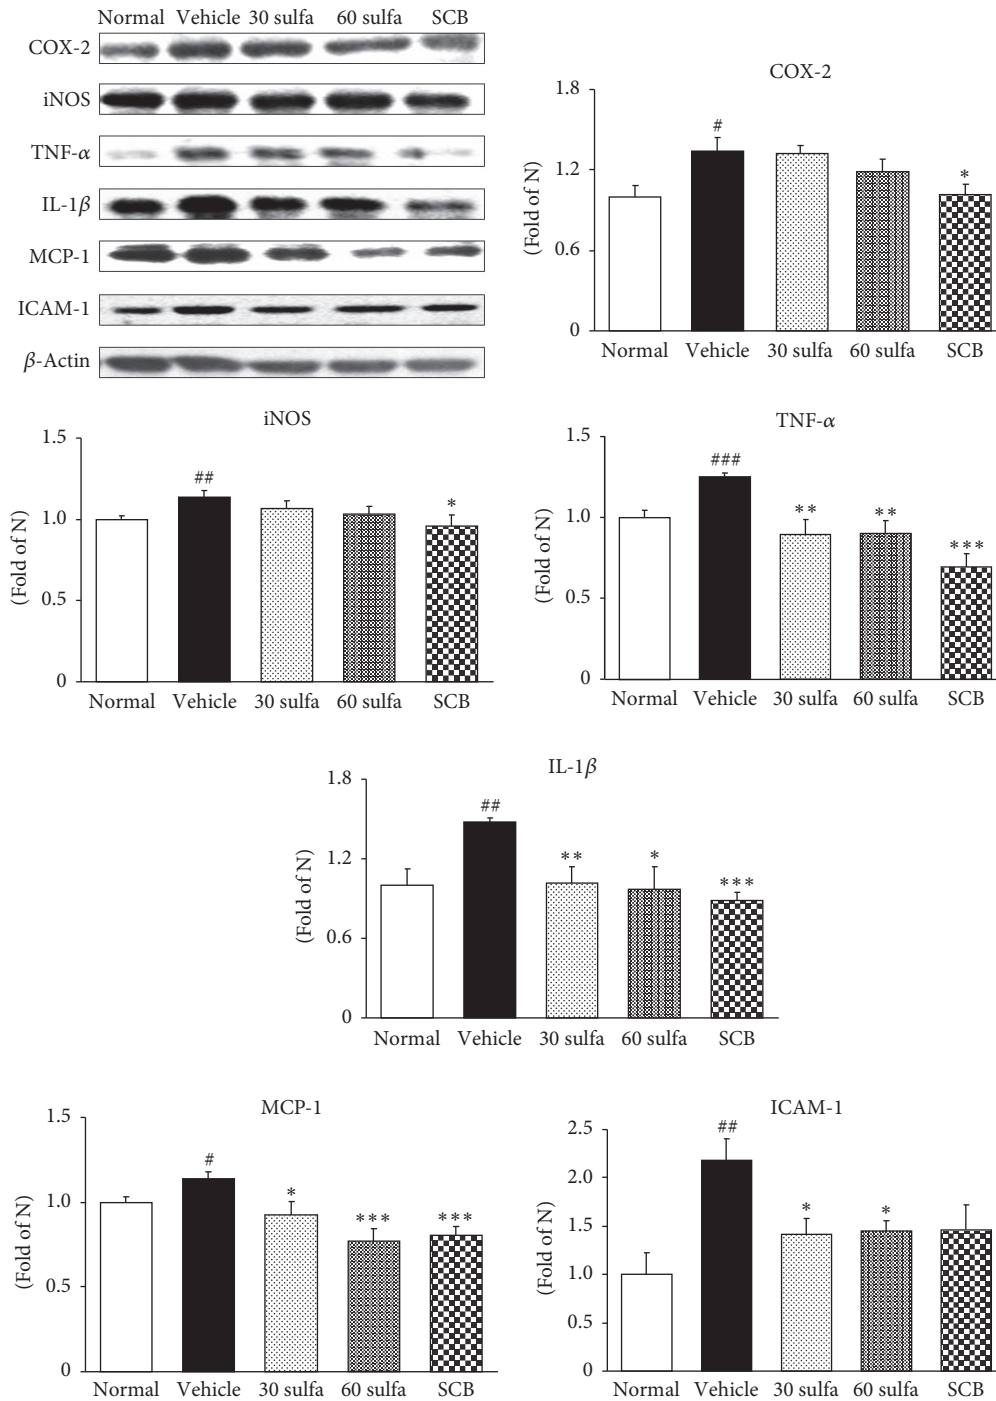 Normal Vehicle 30 sulfa 60 sulfa SCB
COX-2
iNOS
TNF-α
IL-1β
MCP-1
ICAM-1
β-Actin
COX-2
1.8
1.2
0.6
0
(Fold of N)
#
*
Normal Vehicle 30 sulfa 60 sulfa SCB
iNOS
1.5
1.0
0.5
0
(Fold of N)
##
*
Normal Vehicle 30 sulfa 60 sulfa SCB
TNF-α
1.5
1.0
0.5
0
(Fold of N)
###
**
**
***
Normal Vehicle 30 sulfa 60 sulfa SCB
IL-1β
1.8
1.2
0.6
0
(Fold of N)
##
**
*
***
Normal Vehicle 30 sulfa 60 sulfa SCB
MCP-1
1.5
1.0
0.5
0
(Fold of N)
#
*
***
***
Normal Vehicle 30 sulfa 60 sulfa SCB
ICAM-1
2.5
2.0
1.5
1.0
0.5
0
(Fold of N)
##
*
*
Normal Vehicle 30 sulfa 60 sulfa SCB